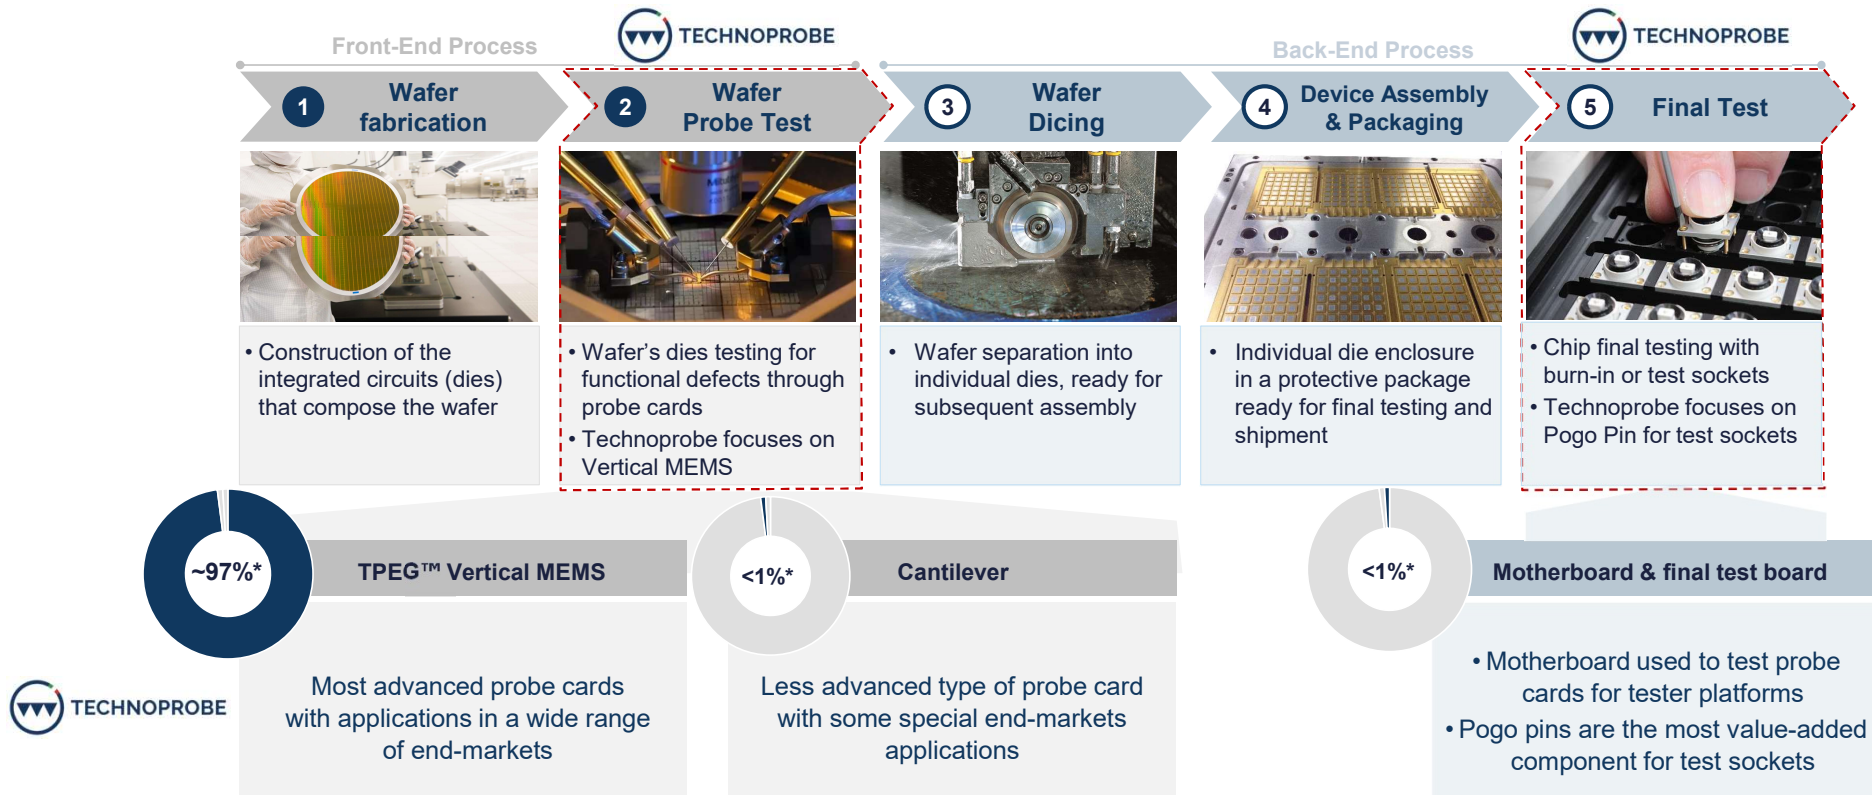 Front-End Process
TECHNOPROBE
Back-End Process
TECHNOPROBE
1
Wafer
fabrication
2
Wafer
Probe Test
3
Wafer
Dicing
4
Device Assembly
& Packaging
5
Final Test
• Construction of the
integrated circuits (dies)
that compose the wafer
• Wafer's dies testing for
functional defects through
probe cards
• Technoprobe focuses on
Vertical MEMS
• Wafer separation into
individual dies, ready for
subsequent assembly
• Individual die enclosure
in a protective package
ready for final testing and
shipment
• Chip final testing with
burn-in or test sockets
• Technoprobe focuses on
Pogo Pin for test sockets
~97%*
TPEG™ Vertical MEMS
<1%*
Cantilever
<1%*
Motherboard & final test board
TECHNOPROBE
Most advanced probe cards
with applications in a wide range
of end-markets
Less advanced type of probe card
with some special end-markets
applications
• Motherboard used to test probe
cards for tester platforms
• Pogo pins are the most value-added
component for test sockets